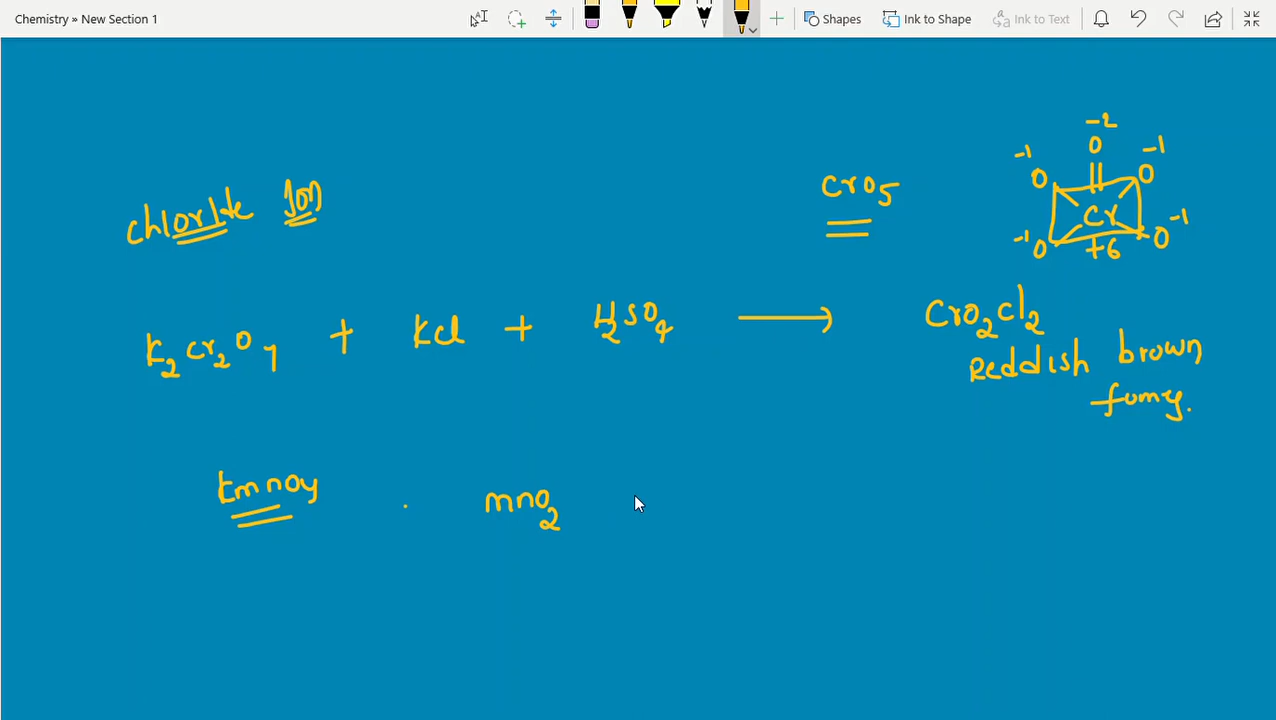 Chemistry » New Section 1
Shapes
Ink to Shape
Ink to Text
-2
-1 O -1
O O
CrO5
chloride Ion
Cr
-1 O +6 O -1
K2Cr2O7 + KCl + H2SO4 → CrO2Cl2
Reddish brown
fumes.
KmnO4 . mnO2